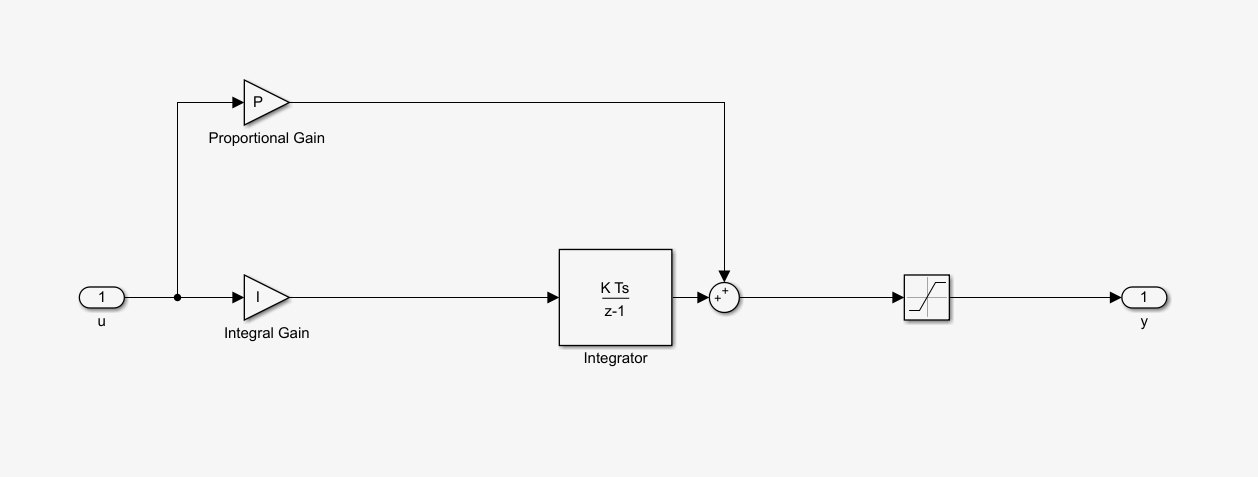 P
Proportional Gain
1
u
I
Integral Gain
K Ts
z-1
Integrator
+
+
1
y